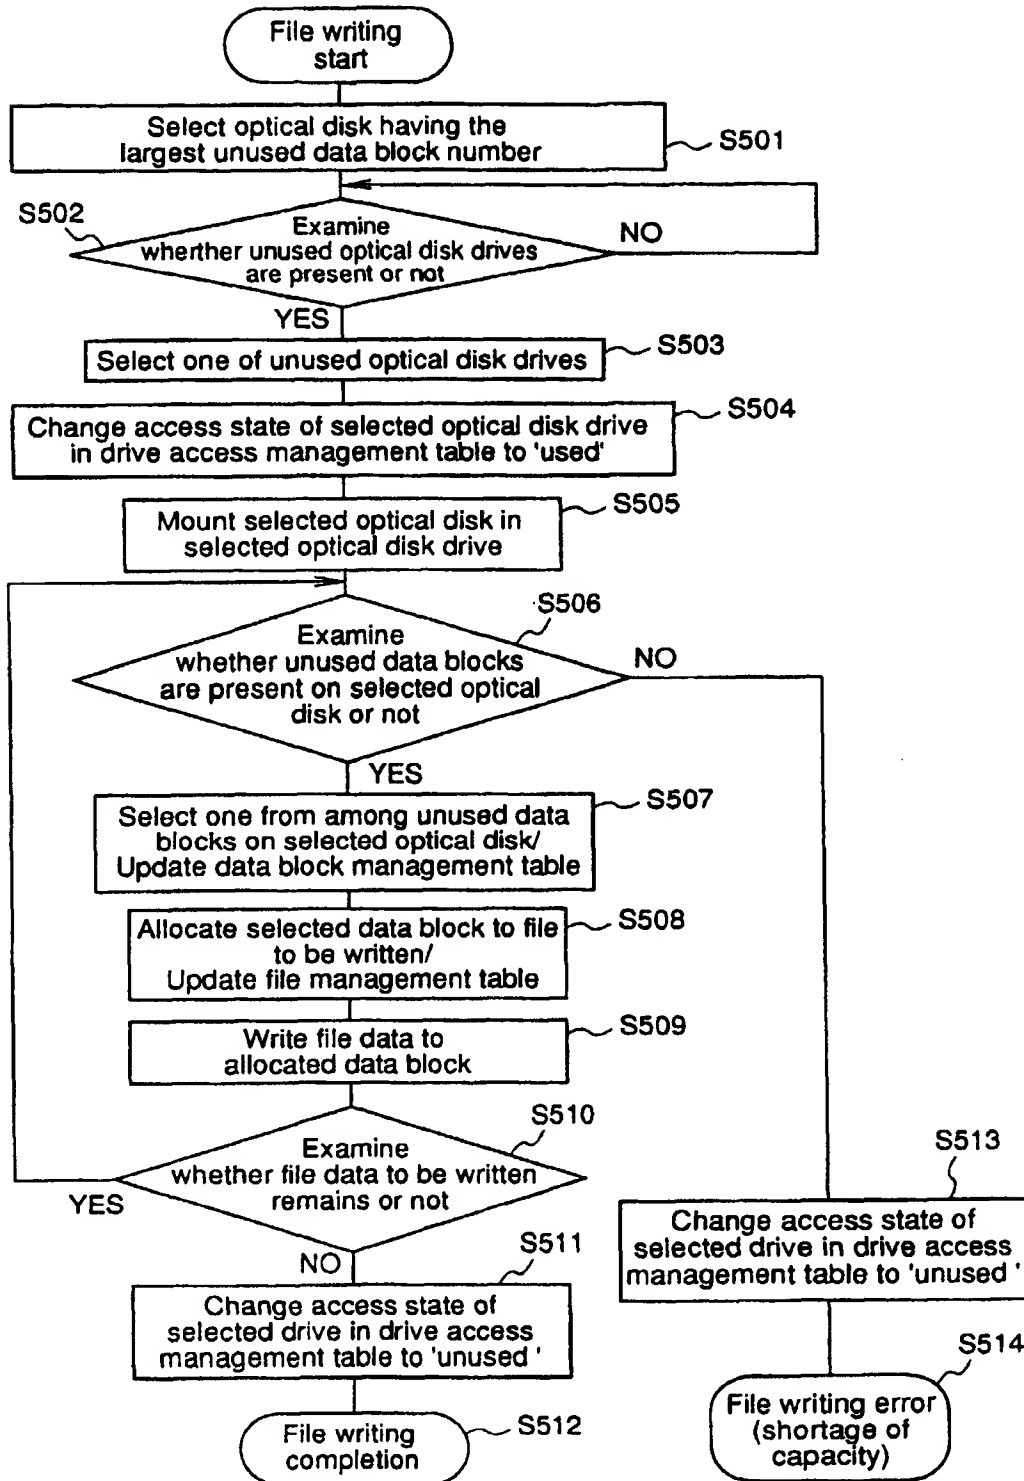 File writing
start
Select optical disk having the
largest unused data block number
S501
S502
Examine
wherther unused optical disk drives
are present or not
NO
YES
Select one of unused optical disk drives
S503
Change access state of selected optical disk drive
in drive access management table to 'used'
S504
Mount selected optical disk in
selected optical disk drive
S505
S506
Examine
whether unused data blocks
are present on selected optical
disk or not
NO
YES
Select one from among unused data
blocks on selected optical disk/
Update data block management table
S507
Allocate selected data block to file
to be written/
Update file management table
S508
Write file data to
allocated data block
S509
S510
Examine
whether file data to be written
remains or not
YES
NO
S511
Change access state of
selected drive in drive access
management table to 'unused '
File writing
completion
S512
S513
Change access state of
selected drive in drive access
management table to 'unused '
S514
File writing error
(shortage of
capacity)